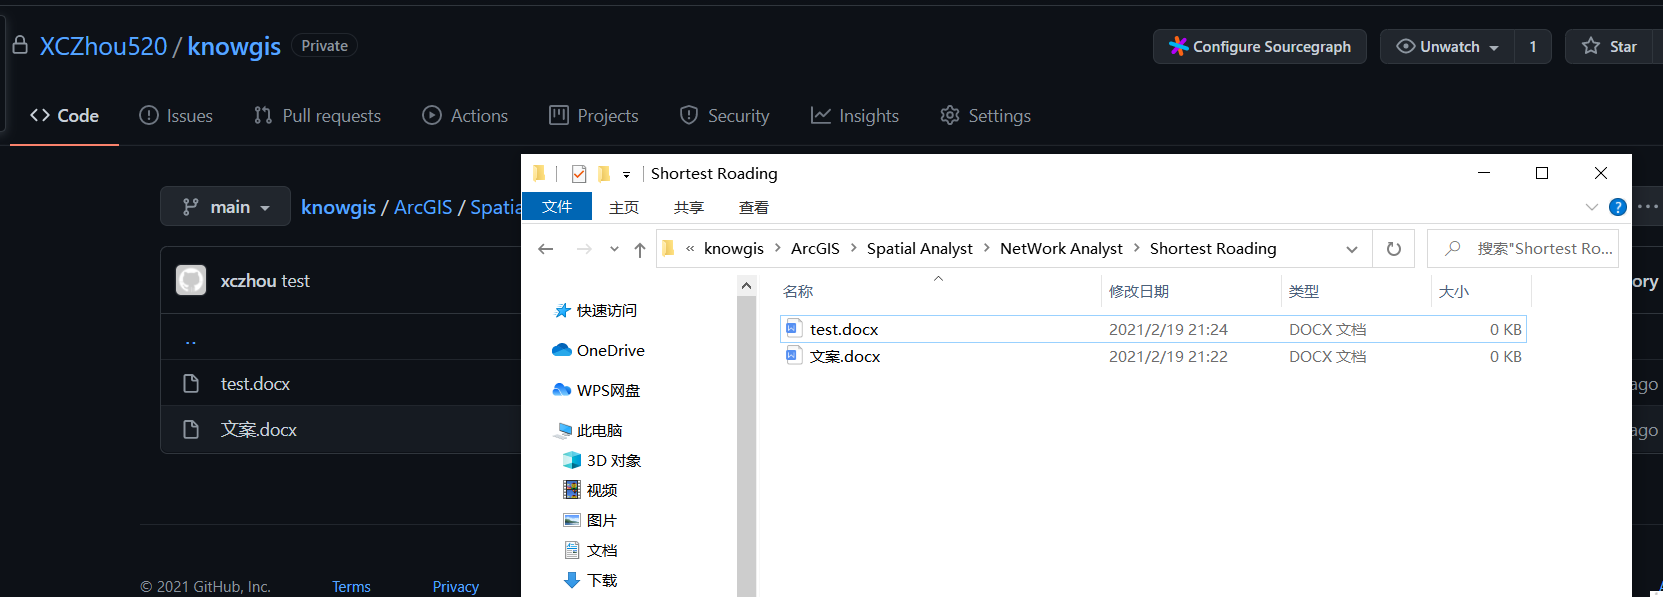 XCZhou520 / knowgis Private
Configure Sourcegraph
Unwatch 1
Star
Code Issues Pull requests Actions Projects Security Insights Settings
main
knowgis / ArcGIS / Spatia
xczhou test
..
test.docx
文案.docx
ory
ago
ago
© 2021 GitHub, Inc. Terms Privacy
Shortest Roading
文件 主页 共享 查看
« knowgis › ArcGIS › Spatial Analyst › NetWork Analyst › Shortest Roading
搜索"Shortest Ro...
快速访问
OneDrive
WPS网盘
此电脑
3D 对象
视频
图片
文档
下载
名称 修改日期 类型 大小
test.docx 2021/2/19 21:24 DOCX 文档 0 KB
文案.docx 2021/2/19 21:22 DOCX 文档 0 KB